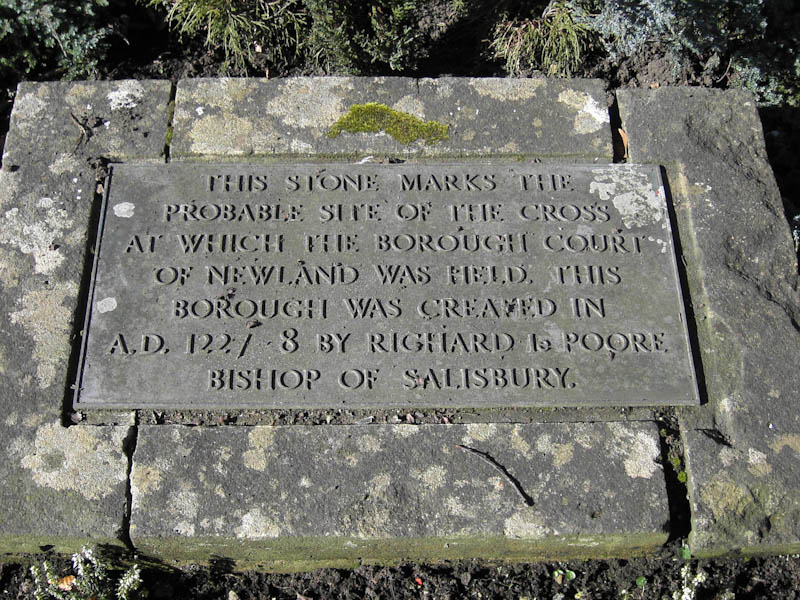 THIS STONE MARKS THE
PROBABLE SITE OF THE CROSS
AT WHICH THE BOROUGH COURT
OF NEWLAND WAS HELD. THIS
BOROUGH WAS CREATED IN
A.D. 1227/-8 BY RICHARD le POORE
BISHOP OF SALISBURY.